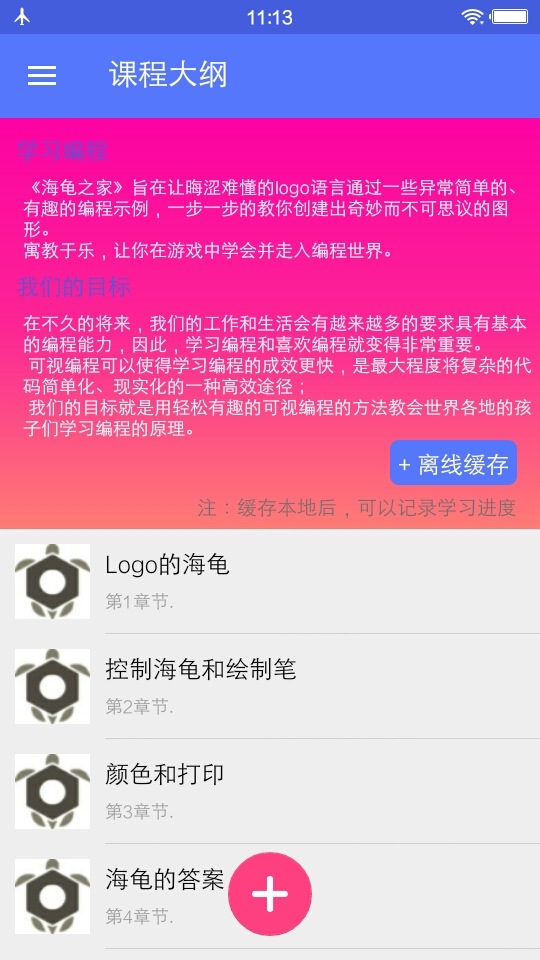 11:13
课程大纲
学习编程
《海龟之家》旨在让晦涩难懂的logo语言通过一些异常简单的、
有趣的编程示例，一步一步的教你创建出奇妙而不可思议的图
形。
寓教于乐，让你在游戏中学会并走入编程世界。
我们的目标
在不久的将来，我们的工作和生活会有越来越多的要求具有基本
的编程能力，因此，学习编程和喜欢编程就变得非常重要。
可视编程可以使得学习编程的成效更快，是最大程度将复杂的代
码简单化、现实化的一种高效途径；
我们的目标就是用轻松有趣的可视编程的方法教会世界各地的孩
子们学习编程的原理。
+ 离线缓存
注：缓存本地后，可以记录学习进度
Logo的海龟
第1章节.
控制海龟和绘制笔
第2章节.
颜色和打印
第3章节.
海龟的答案
第4章节.